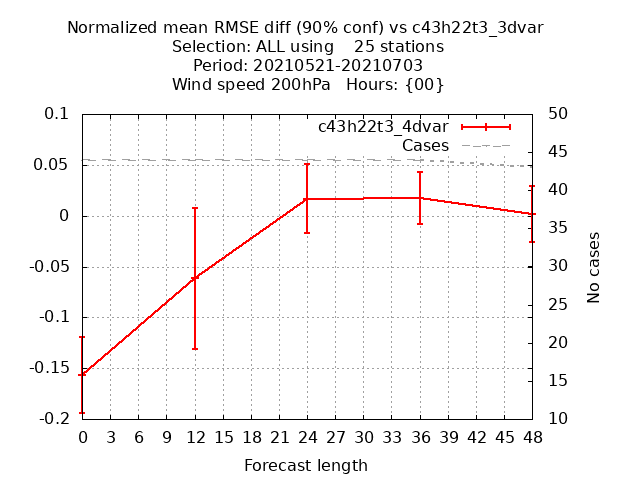 Normalized mean RMSE diff (90% conf) vs c43h22t3_3dvar
Selection: ALL using    25 stations
Period: 20210521-20210703
Wind speed 200hPa   Hours: {00}
c43h22t3_4dvar
Cases
0.1
0.05
0
-0.05
-0.1
-0.15
-0.2
50
45
40
35
30
25
20
15
10
No cases
0 3 6 9 12 15 18 21 24 27 30 33 36 39 42 45 48
Forecast length